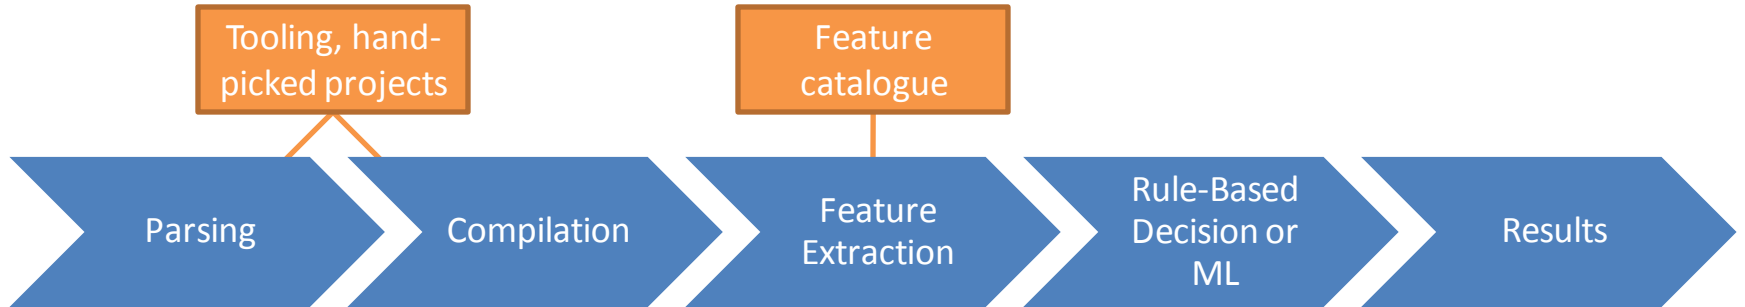 Tooling, hand-
picked projects
Feature
catalogue
Parsing
Compilation
Feature
Extraction
Rule-Based
Decision or
ML
Results